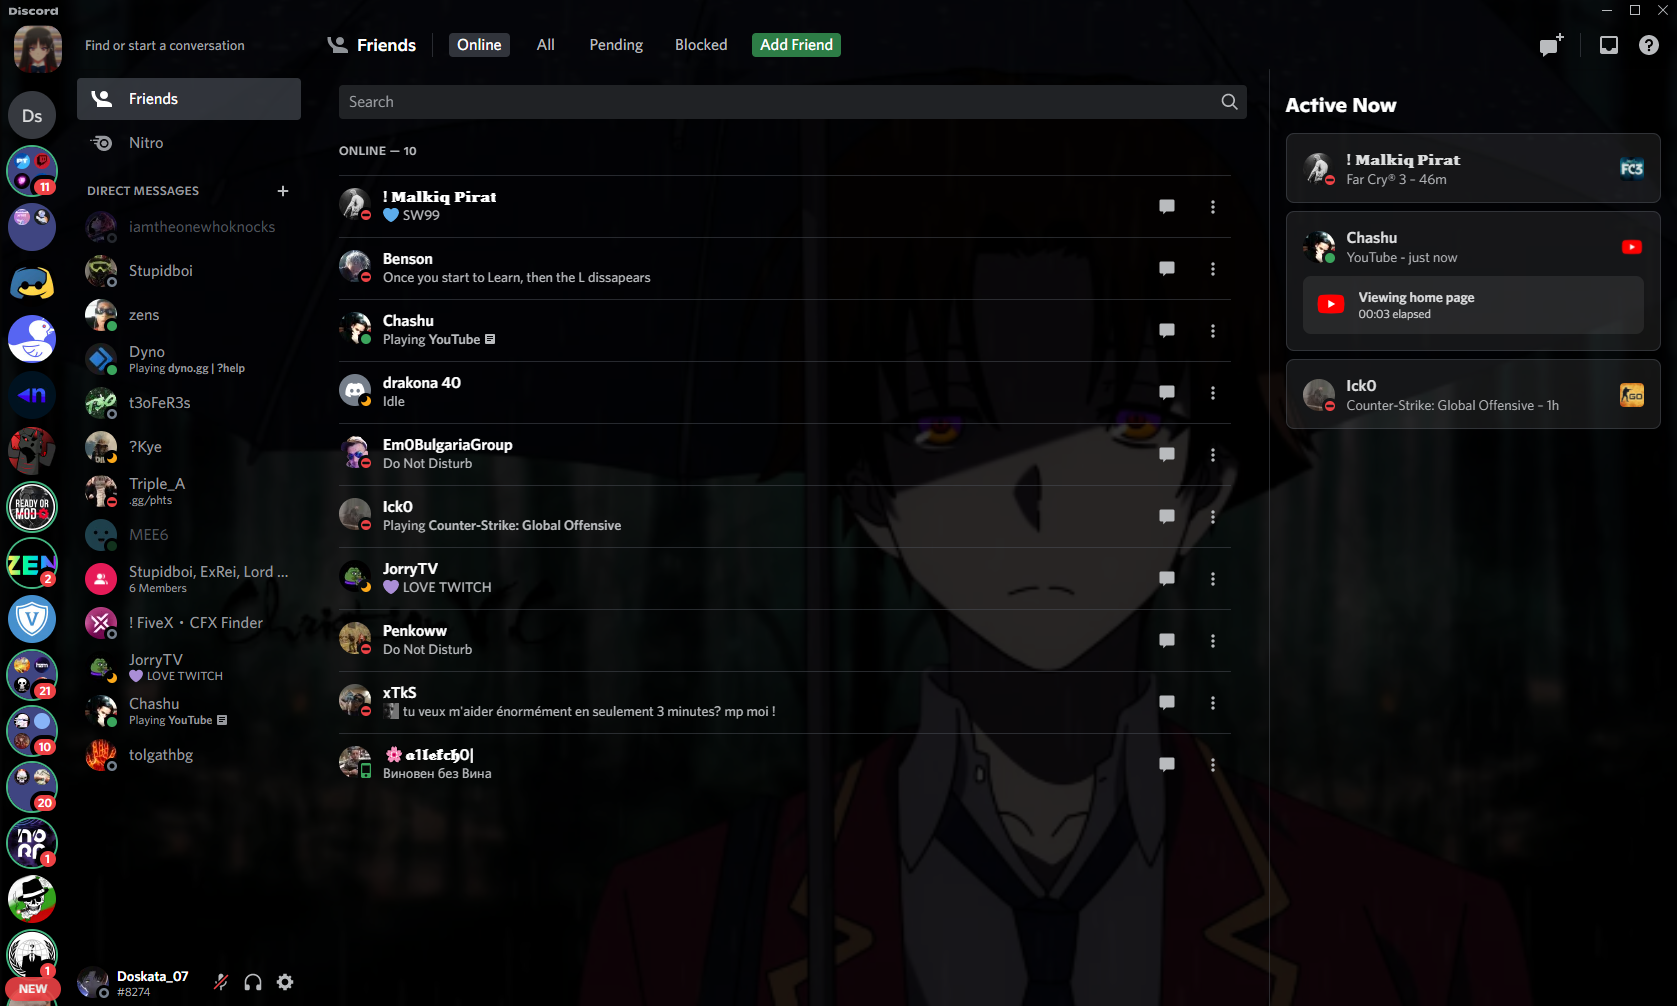 Discord
Find or start a conversation
Friends
Online
All
Pending
Blocked
Add Friend
Ds
Friends
Nitro
DIRECT MESSAGES
iamtheonewhoknocks
Stupidboi
zens
Dyno
Playing dyno.gg | ?help
t3oFeR3s
?Kye
Triple_A
.gg/phts
MEE6
Stupidboi, ExRei, Lord ...
6 Members
! FiveX • CFX Finder
JorryTV
💜 LOVE TWITCH
Chashu
Playing YouTube
tolgathbg
11
READY OR
MOD
ZEN
2
21
10
20
1
1
NEW
Doskata_07
#8274
Search
ONLINE — 10
! Malkiq Pirat
💙 SW99
Benson
Once you start to Learn, then the L dissapears
Chashu
Playing YouTube
drakona 40
Idle
Em0BulgariaGroup
Do Not Disturb
Ick0
Playing Counter-Strike: Global Offensive
JorryTV
💜 LOVE TWITCH
Penkoww
Do Not Disturb
xTkS
tu veux m'aider énormément en seulement 3 minutes? mp moi !
Виновен без Вина
Active Now
! Malkiq Pirat
Far Cry® 3 – 46m
FC3
Chashu
YouTube - just now
Viewing home page
00:03 elapsed
Ick0
Counter-Strike: Global Offensive – 1h
GO